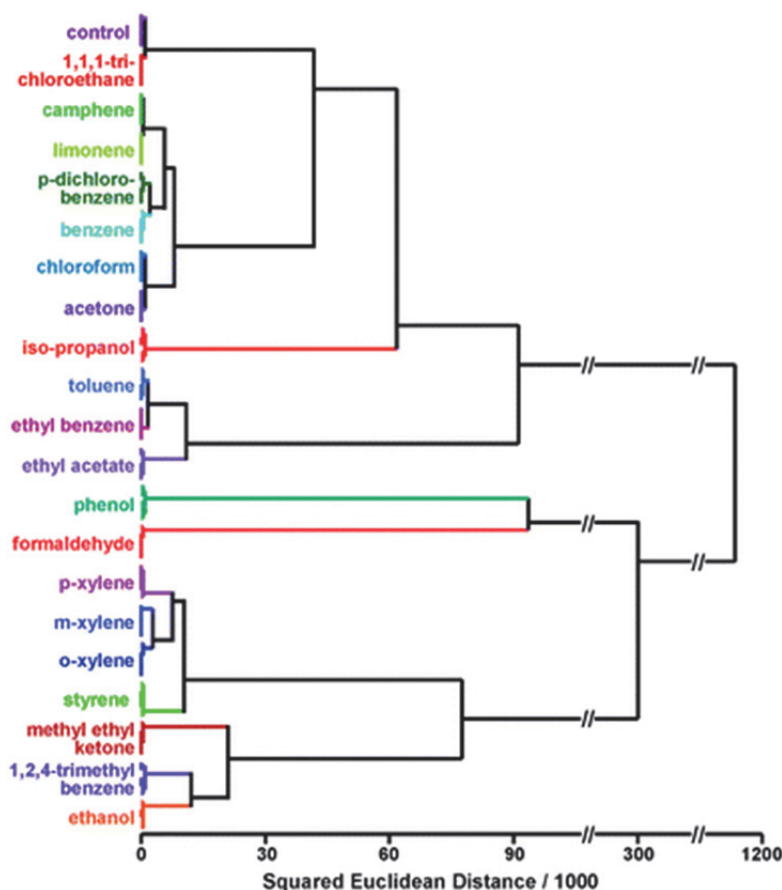 control
1,1,1-tri-
chloroethane
camphene
limonene
p-dichloro-
benzene
benzene
chloroform
acetone
iso-propanol
toluene
ethyl benzene
ethyl acetate
phenol
formaldehyde
p-xylene
m-xylene
o-xylene
styrene
methyl ethyl
ketone
1,2,4-trimethyl
benzene
ethanol
0 30 60 90 300 1200
Squared Euclidean Distance / 1000